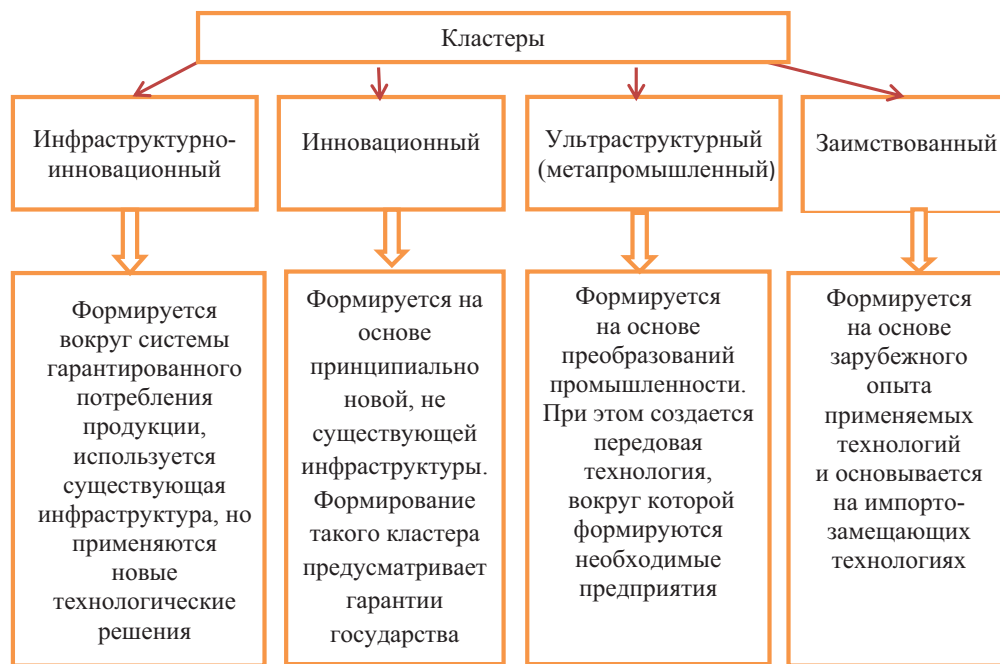 Кластеры
Инфраструктурно-
инновационный
Инновационный
Ультраструктурный
(метапромышленный)
Заимствованный
Формируется
вокруг системы
гарантированного
потребления
продукции,
используется
существующая
инфраструктура, но
применяются
новые
технологические
решения
Формируется на
основе
принципиально
новой, не
существующей
инфраструктуры.
Формирование
такого кластера
предусматривает
гарантии
государства
Формируется
на основе
преобразований
промышленности.
При этом создается
передовая
технология,
вокруг которой
формируются
необходимые
предприятия
Формируется
на основе
зарубежного
опыта
применяемых
технологий
и основывается
на импорто-
замещающих
технологиях